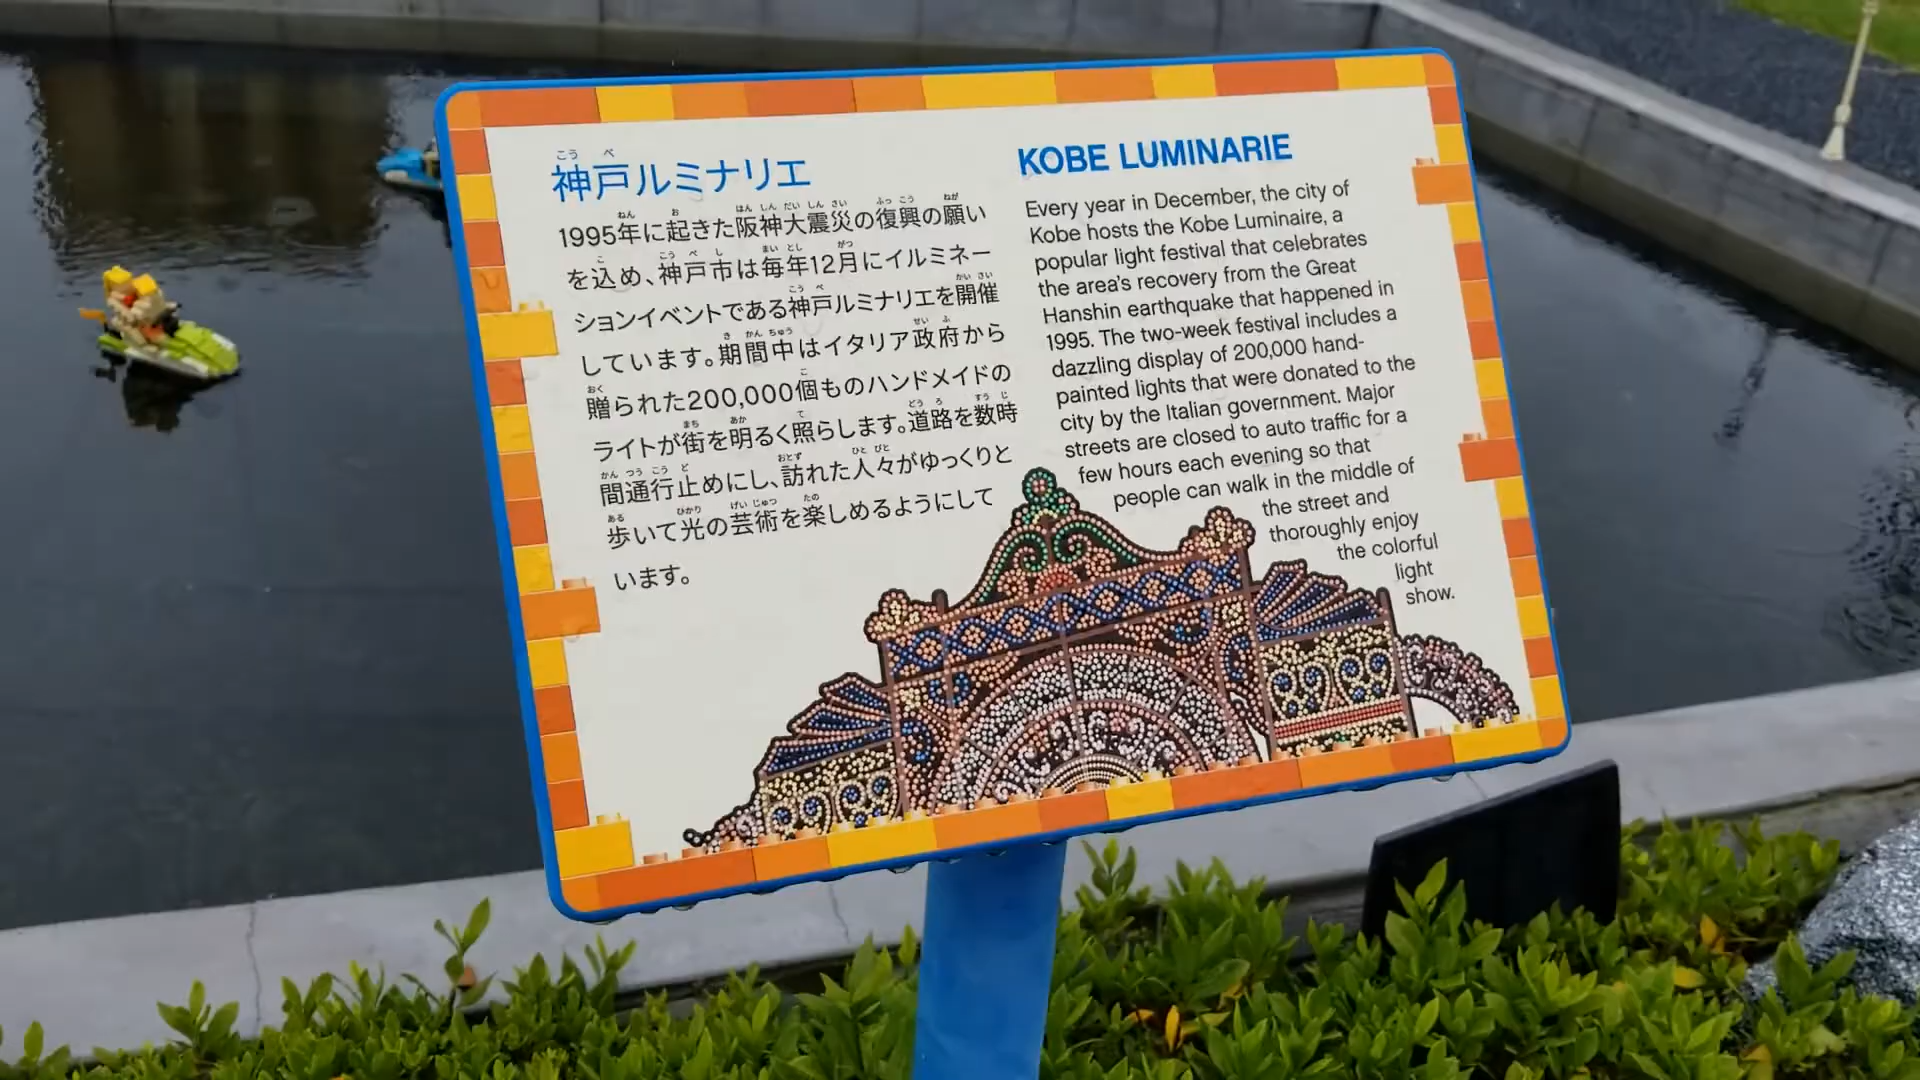 神戸ルミナリエ
1995年に起きた阪神大震災の復興の願い
を込め、神戸市は毎年12月にイルミネー
ションイベントである神戸ルミナリエを開催
しています。期間中はイタリア政府から
贈られた200,000個ものハンドメイドの
ライトが街を明るく照らします。道路を数時
間通行止めにし、訪れた人々がゆっくりと
歩いて光の芸術を楽しめるようにして
います。
KOBE LUMINARIE
Every year in December, the city of
Kobe hosts the Kobe Luminaire, a
popular light festival that celebrates
the area's recovery from the Great
Hanshin earthquake that happened in
1995. The two-week festival includes a
dazzling display of 200,000 hand-
painted lights that were donated to the
city by the Italian government. Major
streets are closed to auto traffic for a
few hours each evening so that
people can walk in the middle of
the street and
thoroughly enjoy
the colorful
light
show.